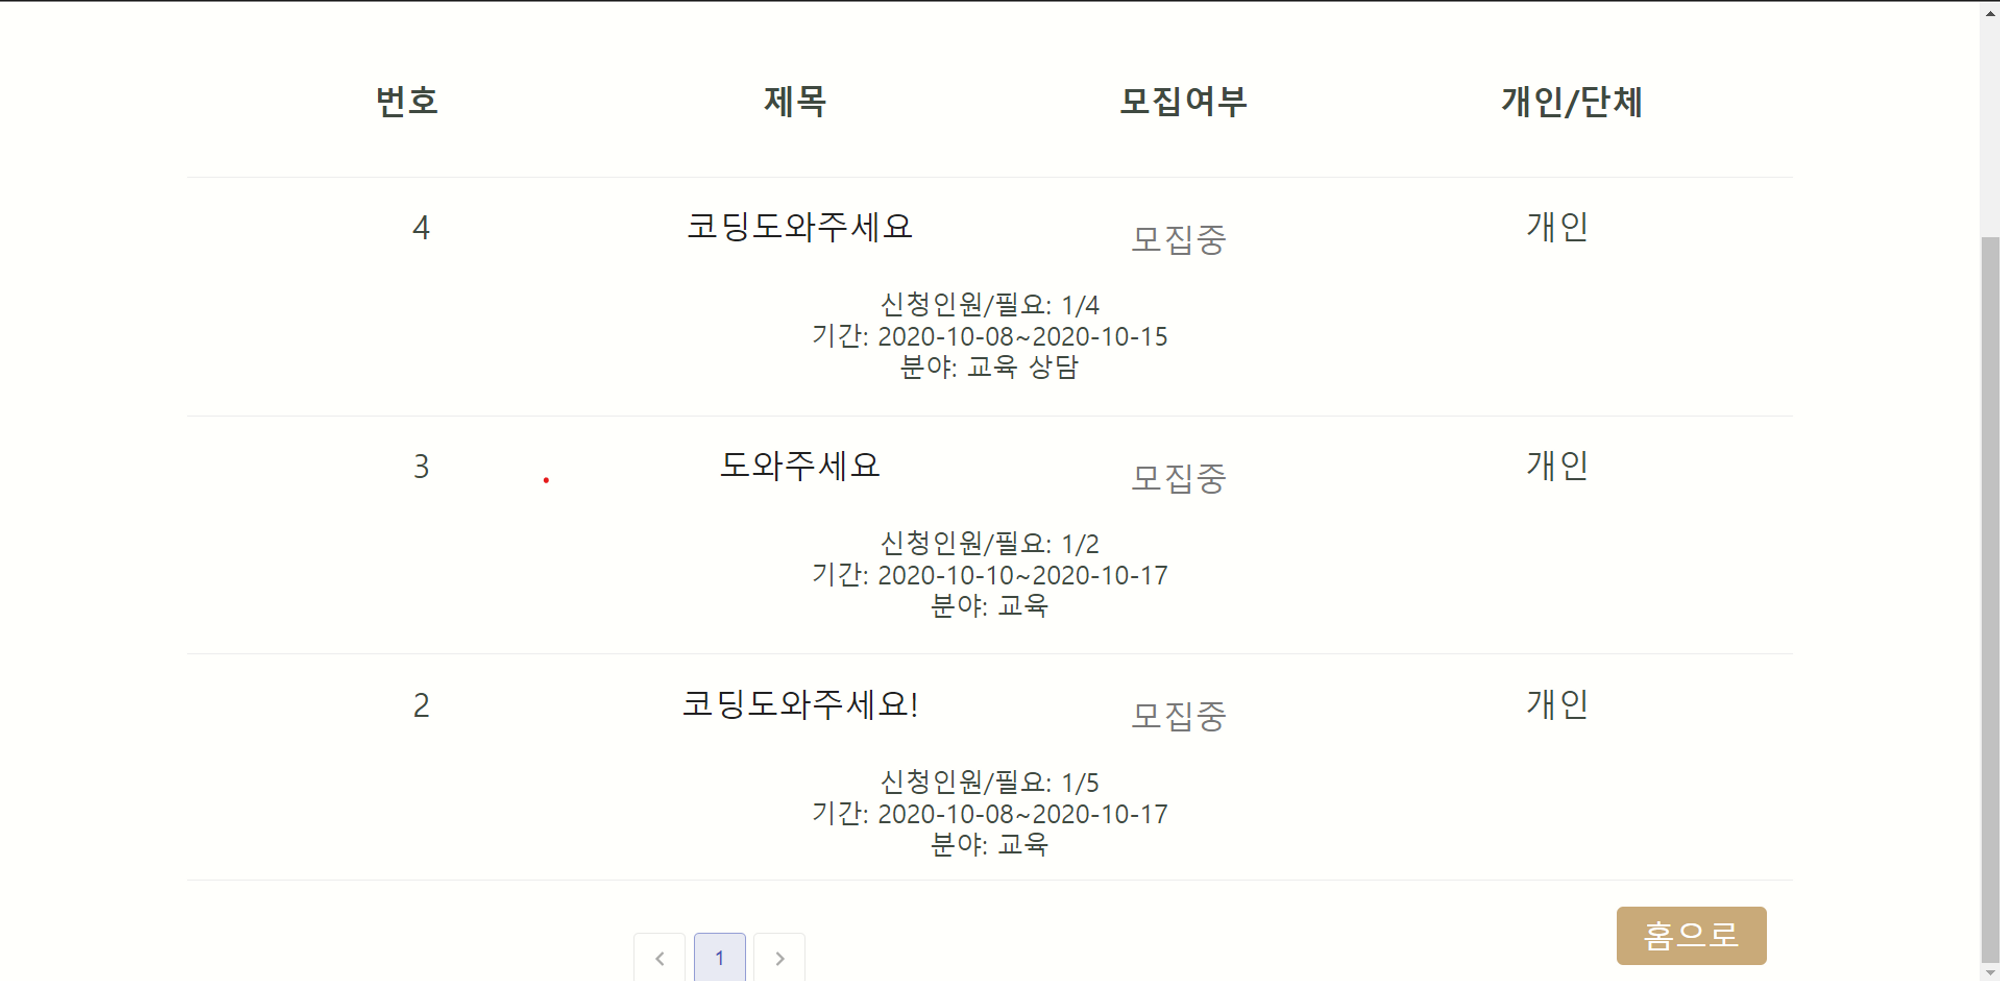 번호 제목 모집여부 개인/단체
4 코딩도와주세요 모집중 개인
신청인원/필요: 1/4
기간: 2020-10-08~2020-10-15
분야: 교육 상담
3 도와주세요 모집중 개인
신청인원/필요: 1/2
기간: 2020-10-10~2020-10-17
분야: 교육
2 코딩도와주세요! 모집중 개인
신청인원/필요: 1/5
기간: 2020-10-08~2020-10-17
분야: 교육
홈으로
1